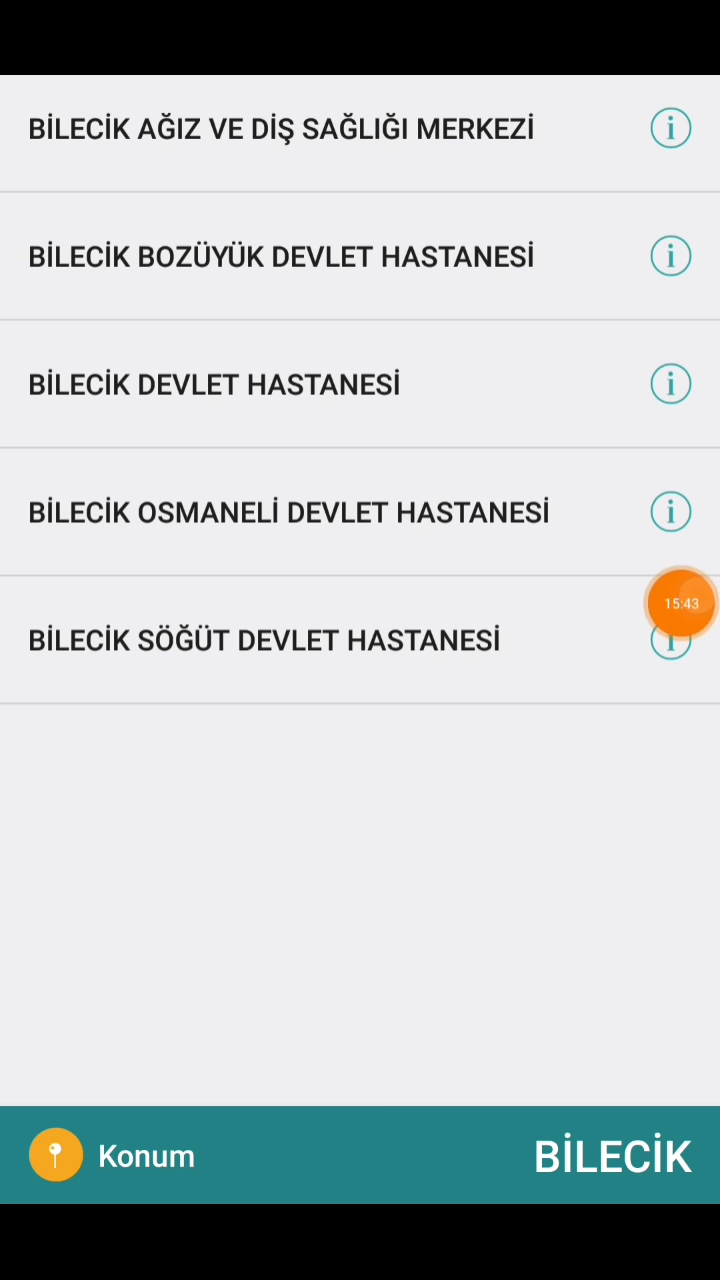 BİLECİK AĞIZ VE DİŞ SAĞLIĞI MERKEZİ
i
BİLECİK BOZÜYÜK DEVLET HASTANESİ
i
BİLECİK DEVLET HASTANESİ
i
BİLECİK OSMANELİ DEVLET HASTANESİ
i
15:43
BİLECİK SÖĞÜT DEVLET HASTANESİ
i
Konum
BİLECİK